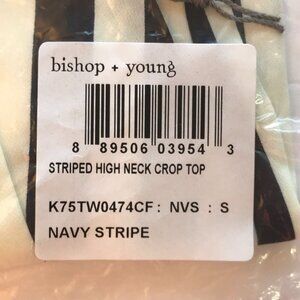 bishop + young
8 89506 03954 3
STRIPED HIGH NECK CROP TOP
K75TW0474CF: NVS : S
NAVY STRIPE